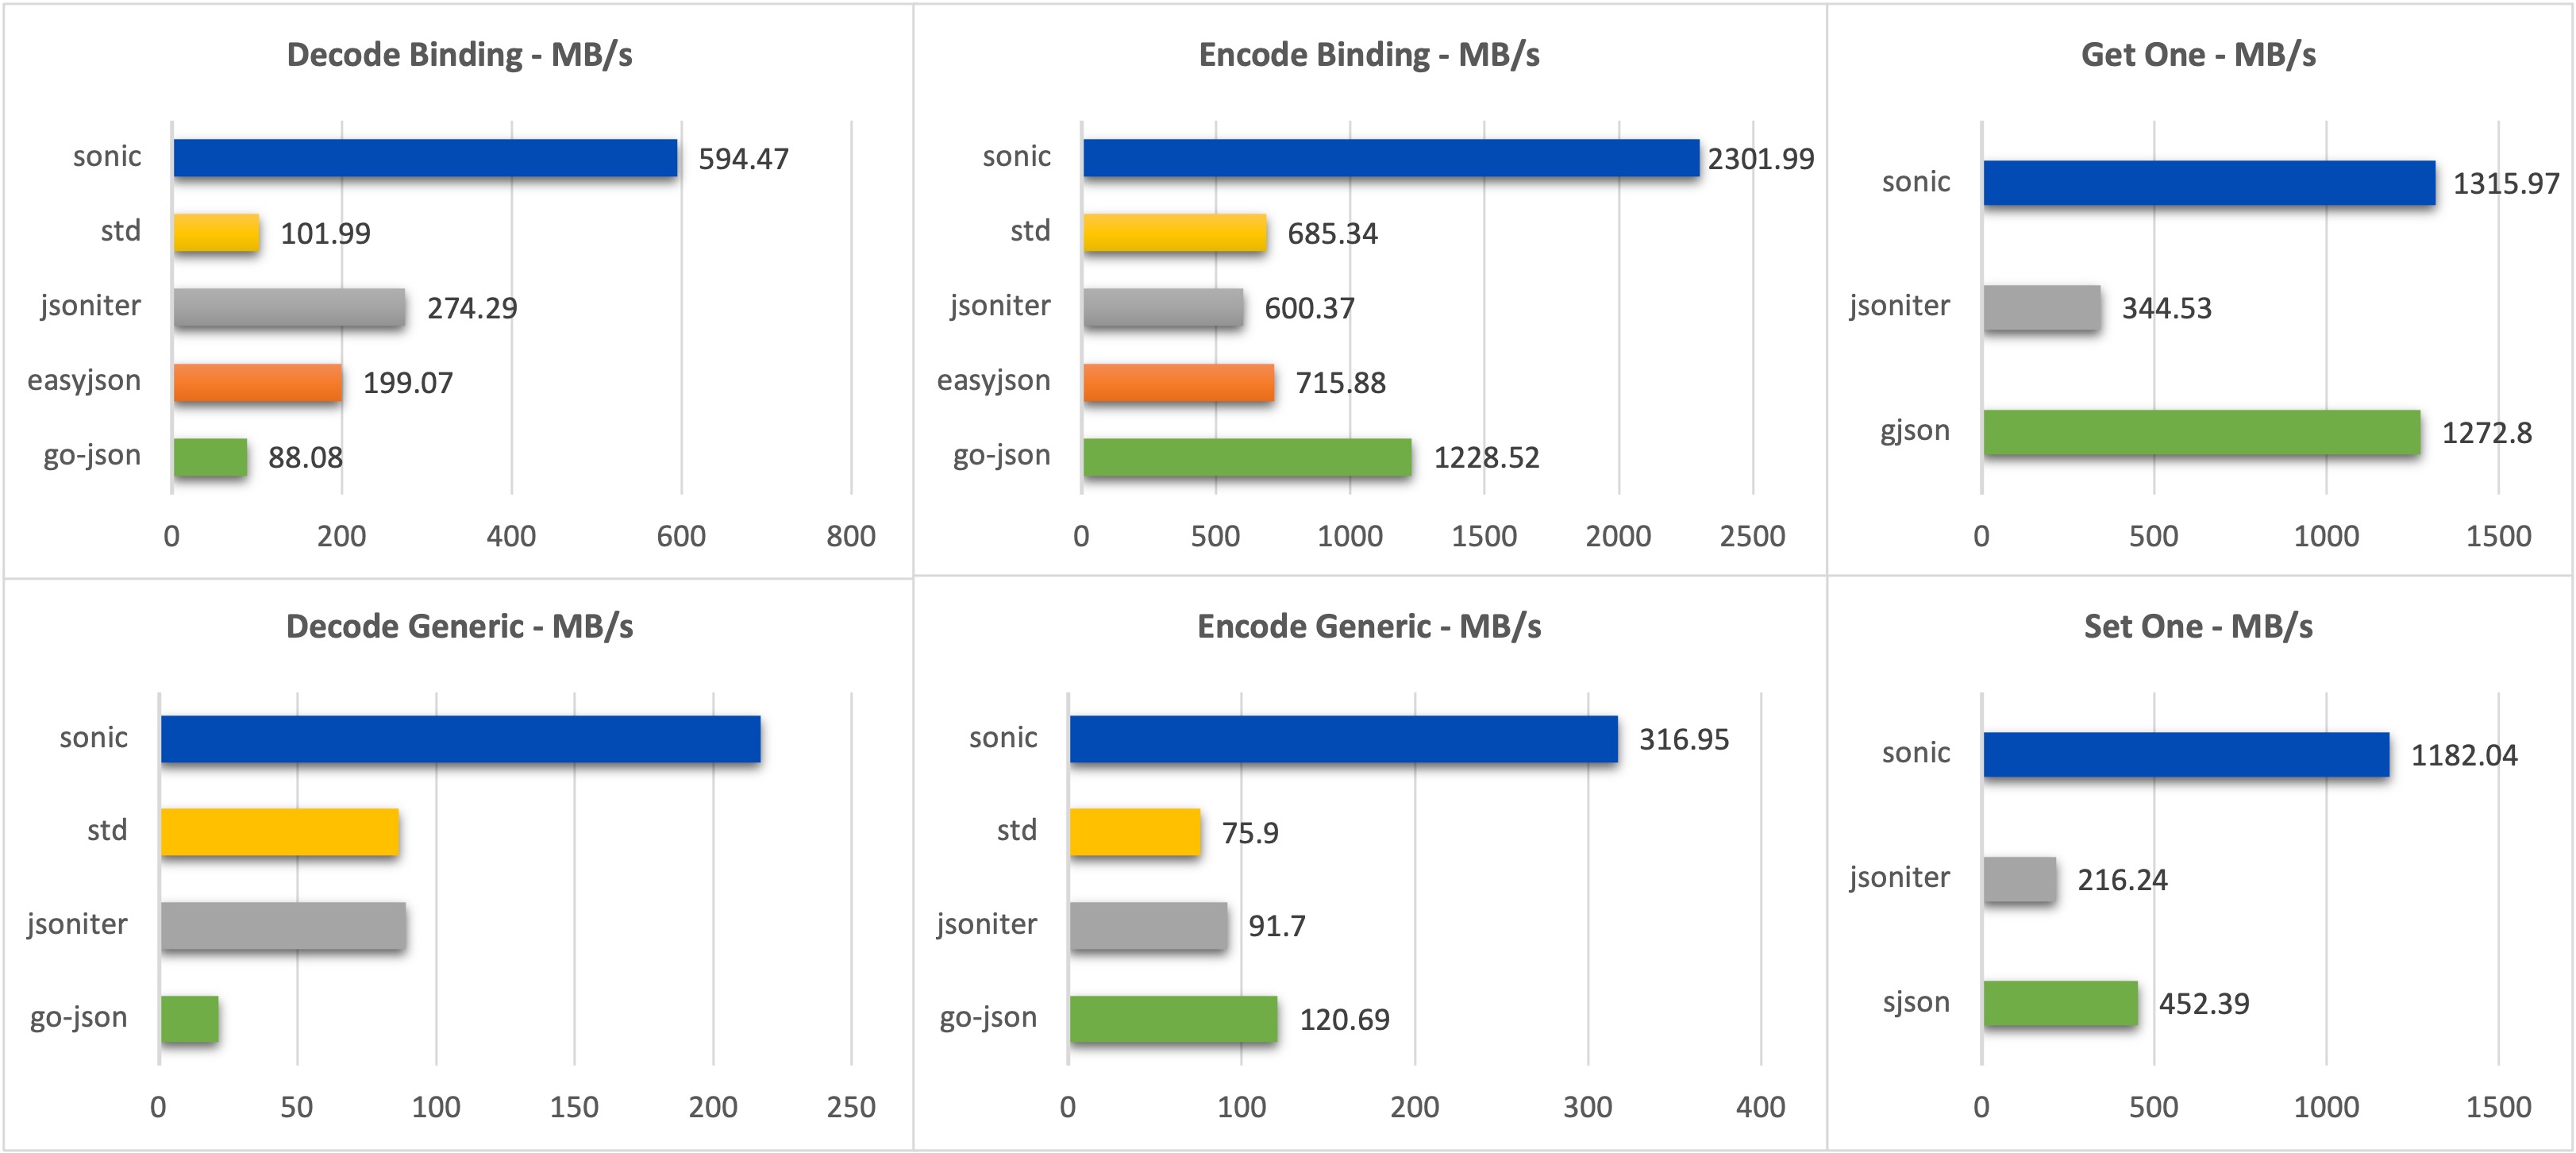 Decode Binding - MB/s
sonic 594.47
std 101.99
jsoniter 274.29
easyjson 199.07
go-json 88.08
0 200 400 600 800
Encode Binding - MB/s
sonic 2301.99
std 685.34
jsoniter 600.37
easyjson 715.88
go-json 1228.52
0 500 1000 1500 2000 2500
Get One - MB/s
sonic 1315.97
jsoniter 344.53
gjson 1272.8
0 500 1000 1500
Decode Generic - MB/s
sonic
std
jsoniter
go-json
0 50 100 150 200 250
Encode Generic - MB/s
sonic 316.95
std 75.9
jsoniter 91.7
go-json 120.69
0 100 200 300 400
Set One - MB/s
sonic 1182.04
jsoniter 216.24
sjson 452.39
0 500 1000 1500